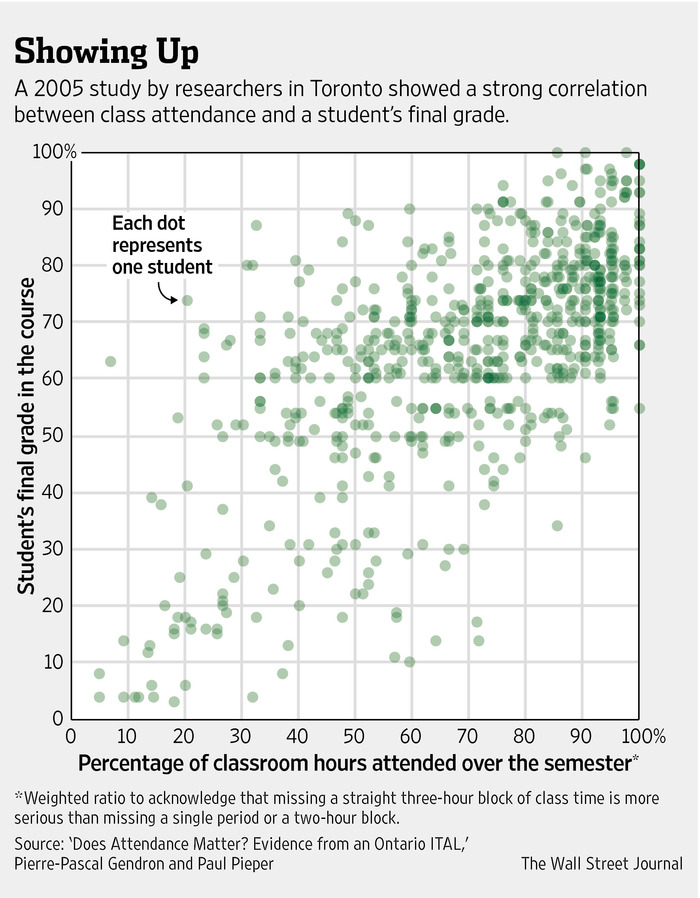 Showing Up
A 2005 study by researchers in Toronto showed a strong correlation
between class attendance and a student's final grade.
100%
90
80
70
60
50
40
30
20
10
0
Student's final grade in the course
Each dot
represents
one student
0 10 20 30 40 50 60 70 80 90 100%
Percentage of classroom hours attended over the semester*
*Weighted ratio to acknowledge that missing a straight three-hour block of class time is more
serious than missing a single period or a two-hour block.
Source: 'Does Attendance Matter? Evidence from an Ontario ITAL,'
Pierre-Pascal Gendron and Paul Pieper
The Wall Street Journal